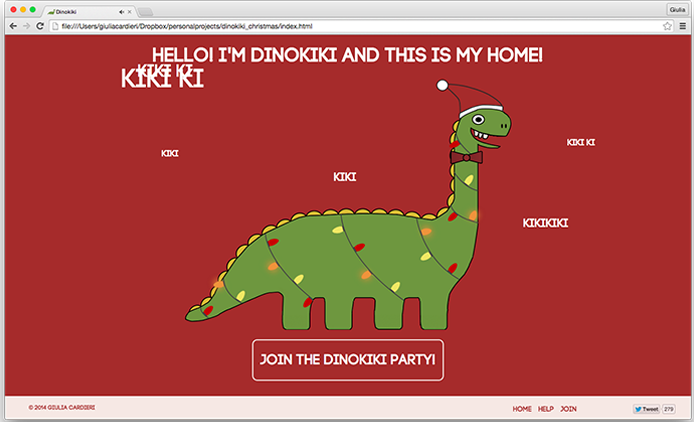 Dinokiki
Giulia
file:///Users/giuliacardieri/Dropbox/personalprojects/dinokiki_christmas/index.html
HELLO! I'M DINOKIKI AND THIS IS MY HOME!
KIKI KI
KIKI KI
KIKI KI
KIKI
KIKI
KIKIKIKI
JOIN THE DINOKIKI PARTY!
© 2014 GIULIA CARDIERI
HOME HELP JOIN
Tweet 279